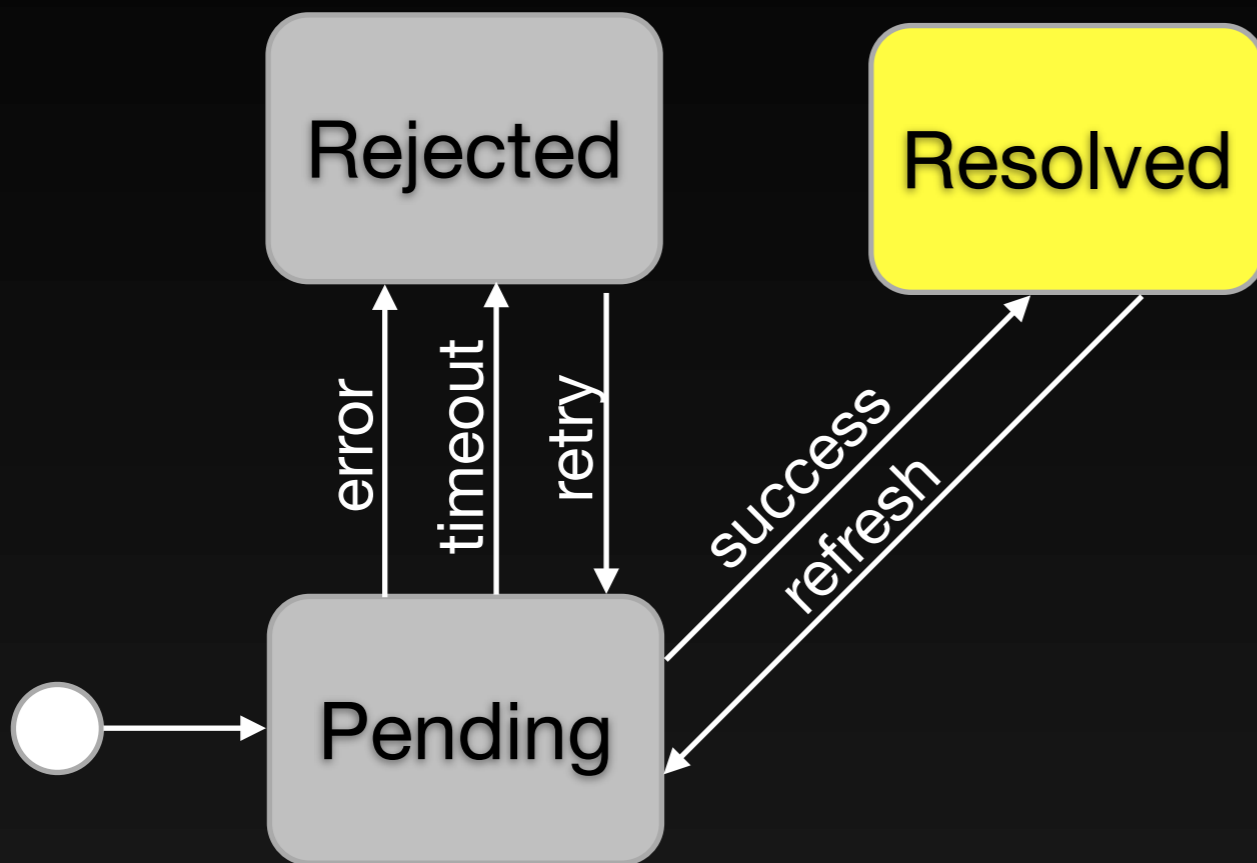 Rejected
Resolved
error
timeout
retry
success
refresh
Pending